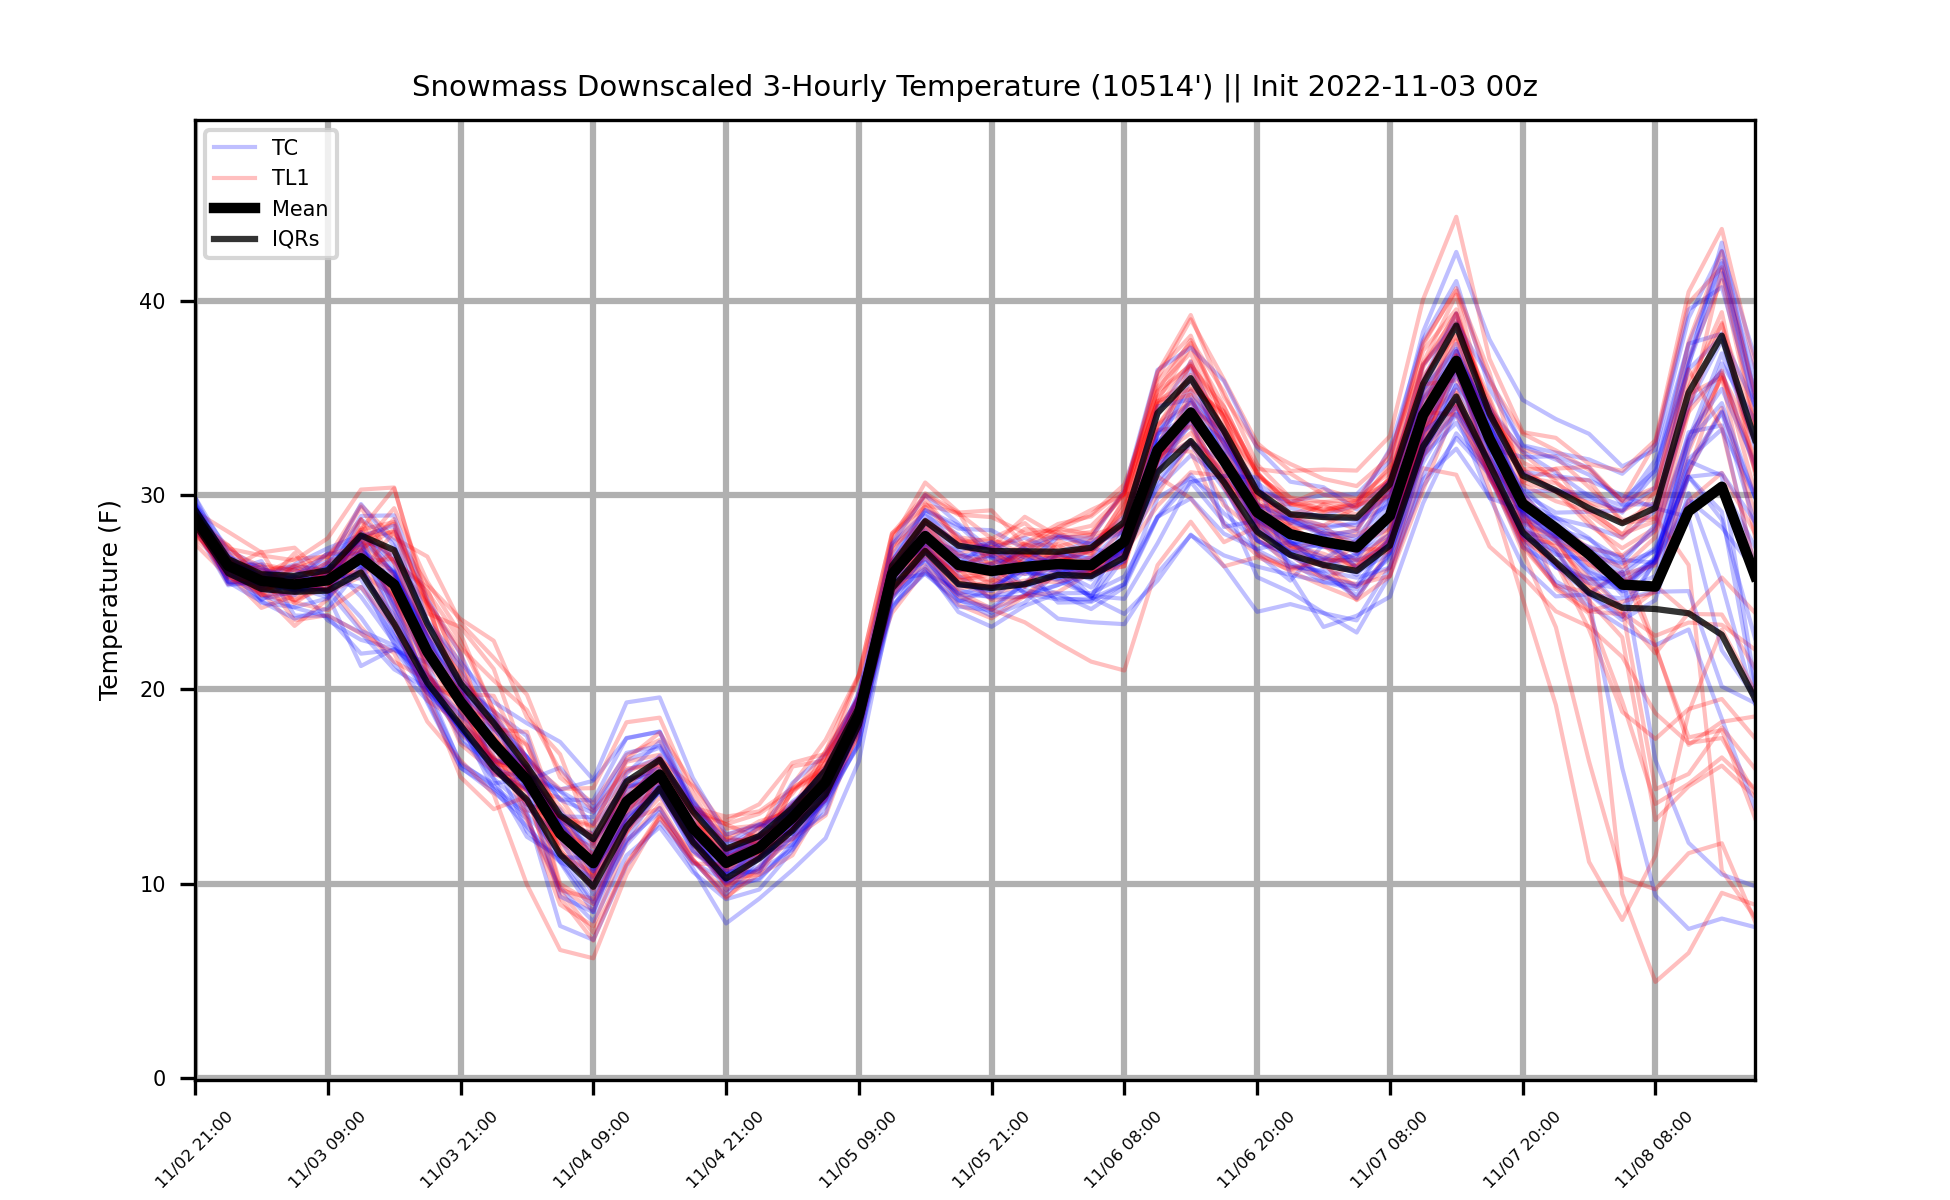 Snowmass Downscaled 3-Hourly Temperature (10514') || Init 2022-11-03 00z
TC
TL1
Mean
IQRs
Temperature (F)
40
30
20
10
0
11/02 21:00
11/03 09:00
11/03 21:00
11/04 09:00
11/04 21:00
11/05 09:00
11/05 21:00
11/06 08:00
11/06 20:00
11/07 08:00
11/07 20:00
11/08 08:00